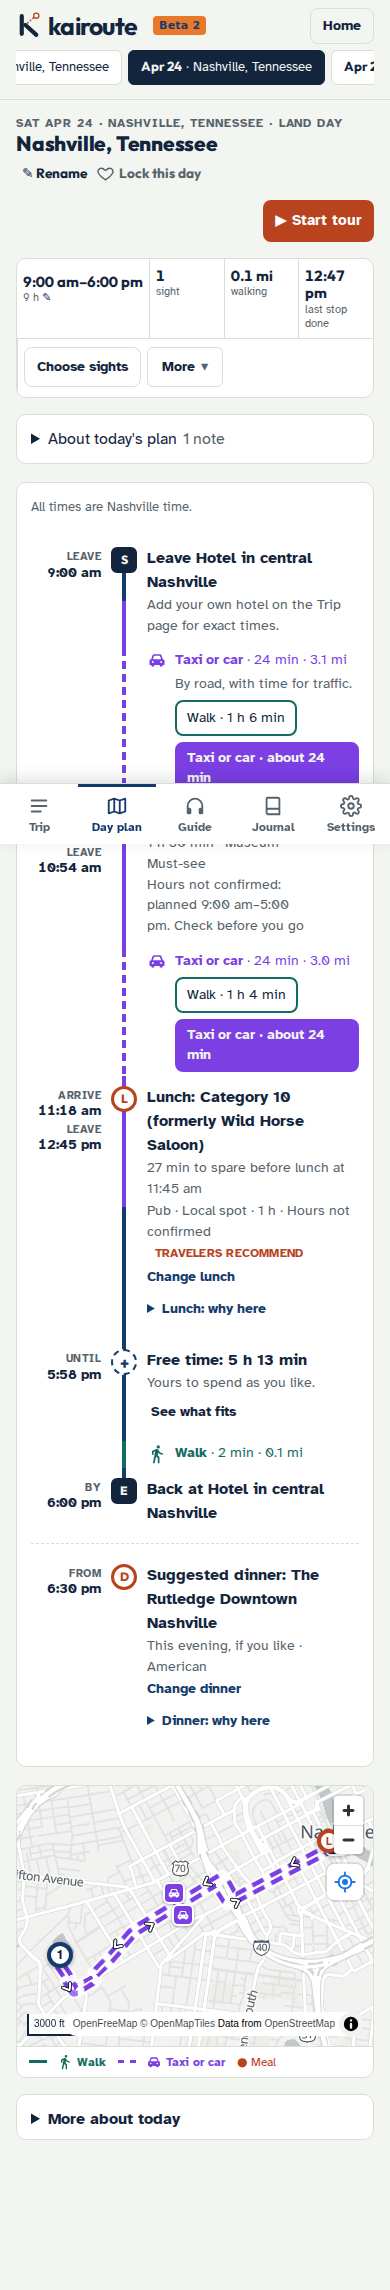 kairoute
Beta 2
Home
ville, Tennessee
Apr 24 · Nashville, Tennessee
Apr 2
SAT APR 24 · NASHVILLE, TENNESSEE · LAND DAY
Nashville, Tennessee
✎ Rename
Lock this day
▶ Start tour
9:00 am–6:00 pm
9 h ✎
1
sight
0.1 mi
walking
12:47
pm
last stop
done
Choose sights
More ▼
▶ About today's plan 1 note
All times are Nashville time.
LEAVE
9:00 am
S
Leave Hotel in central
Nashville
Add your own hotel on the Trip
page for exact times.
Taxi or car · 24 min · 3.1 mi
By road, with time for traffic.
Walk · 1 h 6 min
Taxi or car · about 24
min
Trip
Day plan
Guide
Journal
Settings
LEAVE
10:54 am
Must-see
Hours not confirmed:
planned 9:00 am–5:00
pm. Check before you go
Taxi or car · 24 min · 3.0 mi
Walk · 1 h 4 min
Taxi or car · about 24
min
ARRIVE
11:18 am
LEAVE
12:45 pm
L
Lunch: Category 10
(formerly Wild Horse
Saloon)
27 min to spare before lunch at
11:45 am
Pub · Local spot · 1 h · Hours not
confirmed
TRAVELERS RECOMMEND
Change lunch
▶ Lunch: why here
UNTIL
5:58 pm
+
Free time: 5 h 13 min
Yours to spend as you like.
See what fits
Walk · 2 min · 0.1 mi
BY
6:00 pm
E
Back at Hotel in central
Nashville
FROM
6:30 pm
D
Suggested dinner: The
Rutledge Downtown
Nashville
This evening, if you like ·
American
Change dinner
▶ Dinner: why here
Na
e
L
+
−
fton Avenue
70
40
1
outh
3000 ft
OpenFreeMap © OpenMapTiles Data from OpenStreetMap
Walk
Taxi or car
Meal
▶ More about today